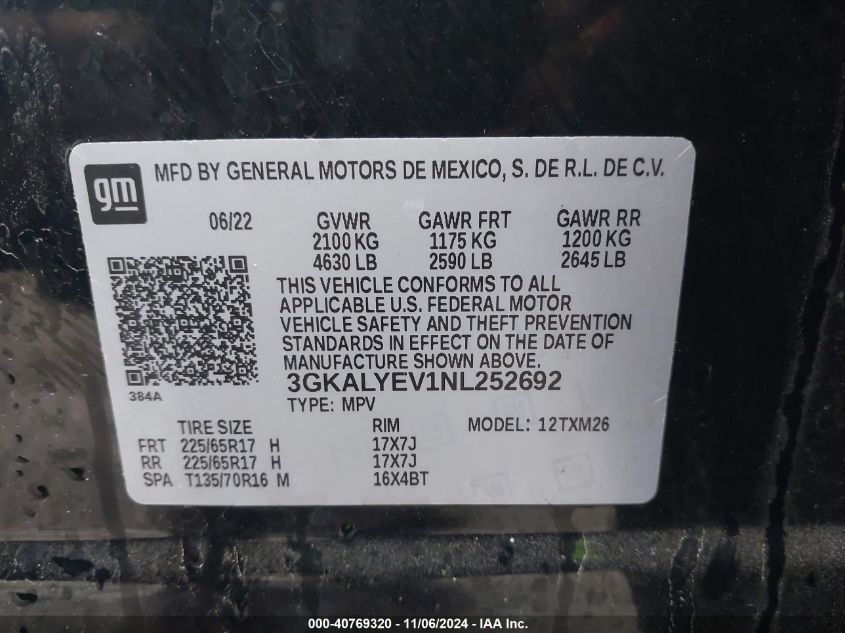 gm
MFD BY GENERAL MOTORS DE MEXICO, S. DE R.L. DE C.V.
06/22 GVWR GAWR FRT GAWR RR
2100 KG 1175 KG 1200 KG
4630 LB 2590 LB 2645 LB
THIS VEHICLE CONFORMS TO ALL
APPLICABLE U.S. FEDERAL MOTOR
VEHICLE SAFETY AND THEFT PREVENTION
STANDARDS IN EFFECT ON THE DATE OF
MANUFACTURE SHOWN ABOVE.
3GKALYEV1NL252692
384A
TYPE: MPV
TIRE SIZE RIM MODEL: 12TXM26
FRT 225/65R17 H 17X7J
RR 225/65R17 H 17X7J
SPA T135/70R16 M 16X4BT
000-40769320 - 11/06/2024 - IAA Inc.